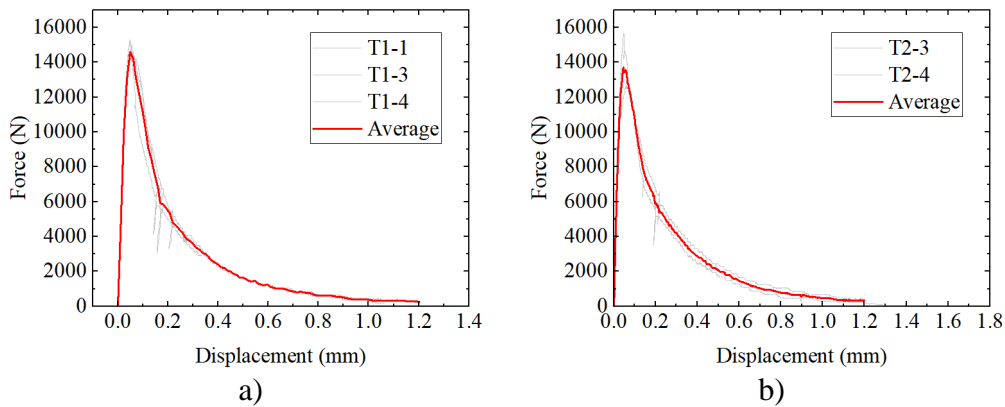 16000
14000
12000
10000
8000
6000
4000
2000
0
Force (N)
0.0 0.2 0.4 0.6 0.8 1.0 1.2 1.4
Displacement (mm)
T1-1
T1-3
T1-4
Average
a)
16000
14000
12000
10000
8000
6000
4000
2000
0
Force (N)
0.0 0.2 0.4 0.6 0.8 1.0 1.2 1.4 1.6 1.8
Displacement (mm)
T2-3
T2-4
Average
b)